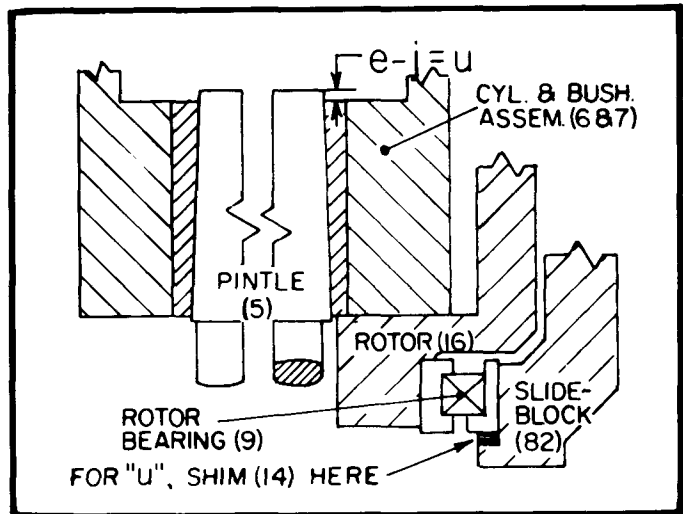 e-i=u
CYL. & BUSH.
ASSEM. (6&7)
PINTLE
(5)
ROTOR (16)
ROTOR
BEARING (9)
SLIDE-
BLOCK
(82)
FOR "U", SHIM (14) HERE